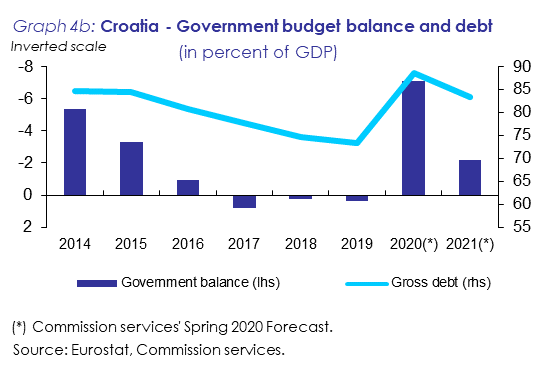 Graph 4b: Croatia - Government budget balance and debt
Inverted scale
(in percent of GDP)
-8
-6
-4
-2
0
2
90
85
80
75
70
65
60
55
2014 2015 2016 2017 2018 2019 2020(*) 2021(*)
Government balance (lhs) Gross debt (rhs)
(*) Commission services' Spring 2020 Forecast.
Source: Eurostat, Commission services.